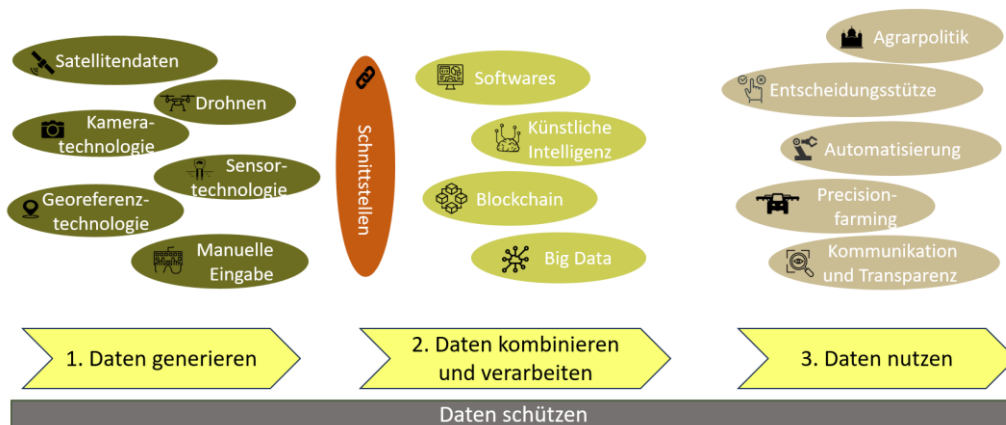 Satellitendaten
Drohnen
Kamera-
technologie
Sensor-
technologie
Georeferenz-
technologie
Manuelle
Eingabe
Schnittstellen
Softwares
Künstliche
Intelligenz
Blockchain
Big Data
Agrarpolitik
Entscheidungsstütze
Automatisierung
Precision-
farming
Kommunikation
und Transparenz
1. Daten generieren
2. Daten kombinieren
und verarbeiten
3. Daten nutzen
Daten schützen